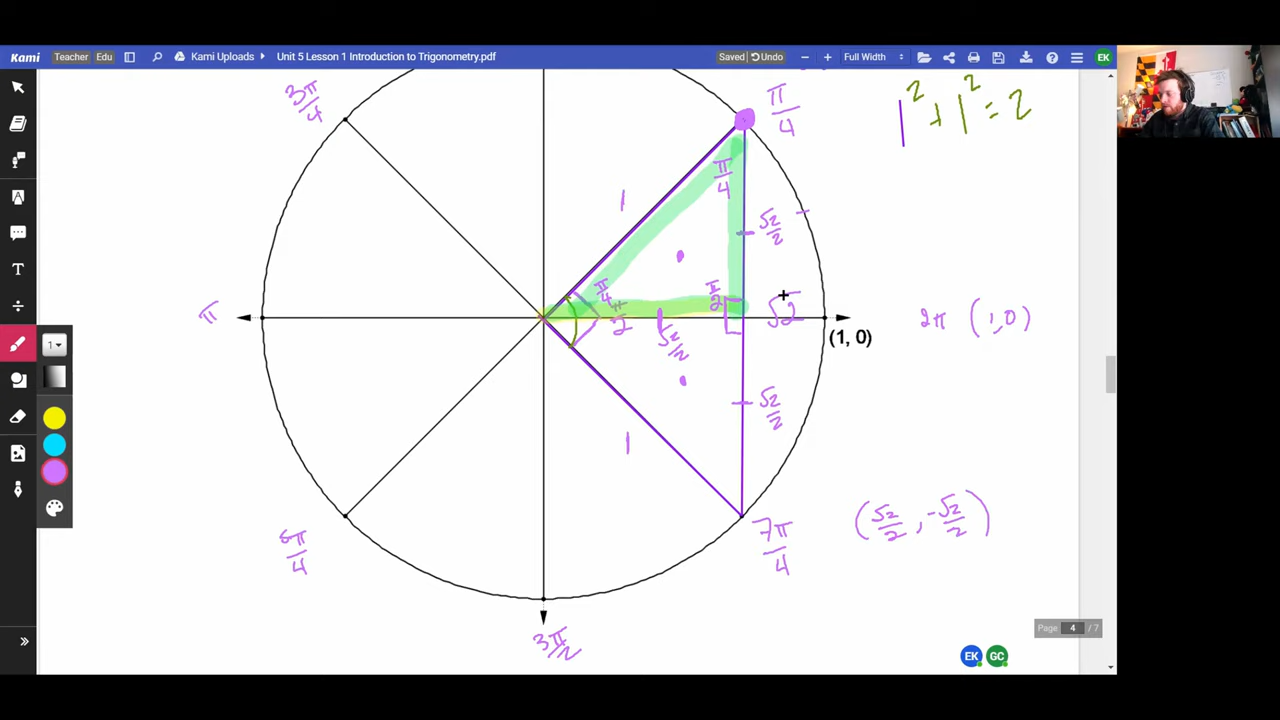 Kami Teacher Edu Kami Uploads > Unit 5 Lesson 1 Introduction to Trigonometry.pdf Saved Undo Full Width EK
3π/4
π/4
1² + 1² = 2
π/4
1
√2/2
π/4
π/2
π/2
√2
π
√2/2
(1, 0)
2π (1, 0)
√2/2
1
7π/4
(√2/2, -√2/2)
5π/4
3π/2
Page 4 / 7
EK GC
T
1